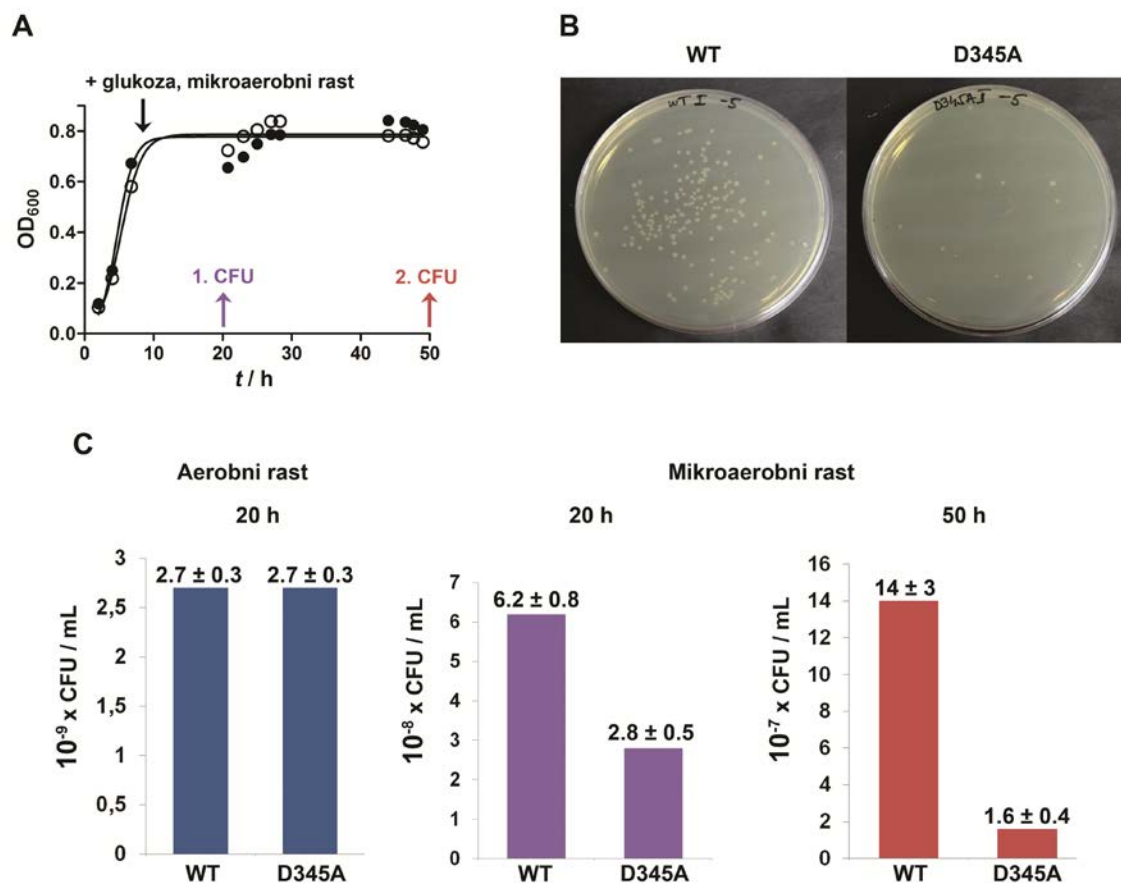 A
+ glukoza, mikroaerobni rast
OD600
0.8
0.6
0.4
0.2
0.0
1. CFU
2. CFU
0 10 20 30 40 50
t / h
B
WT D345A
WT I -5
D345A I -5
C
Aerobni rast
20 h
10-9 x CFU / mL
3
2,5
2
1,5
1
0,5
0
2.7 ± 0.3 2.7 ± 0.3
WT D345A
Mikroaerobni rast
20 h
10-8 x CFU / mL
7
6
5
4
3
2
1
0
6.2 ± 0.8
2.8 ± 0.5
WT D345A
50 h
10-7 x CFU / mL
16
14
12
10
8
6
4
2
0
14 ± 3
1.6 ± 0.4
WT D345A